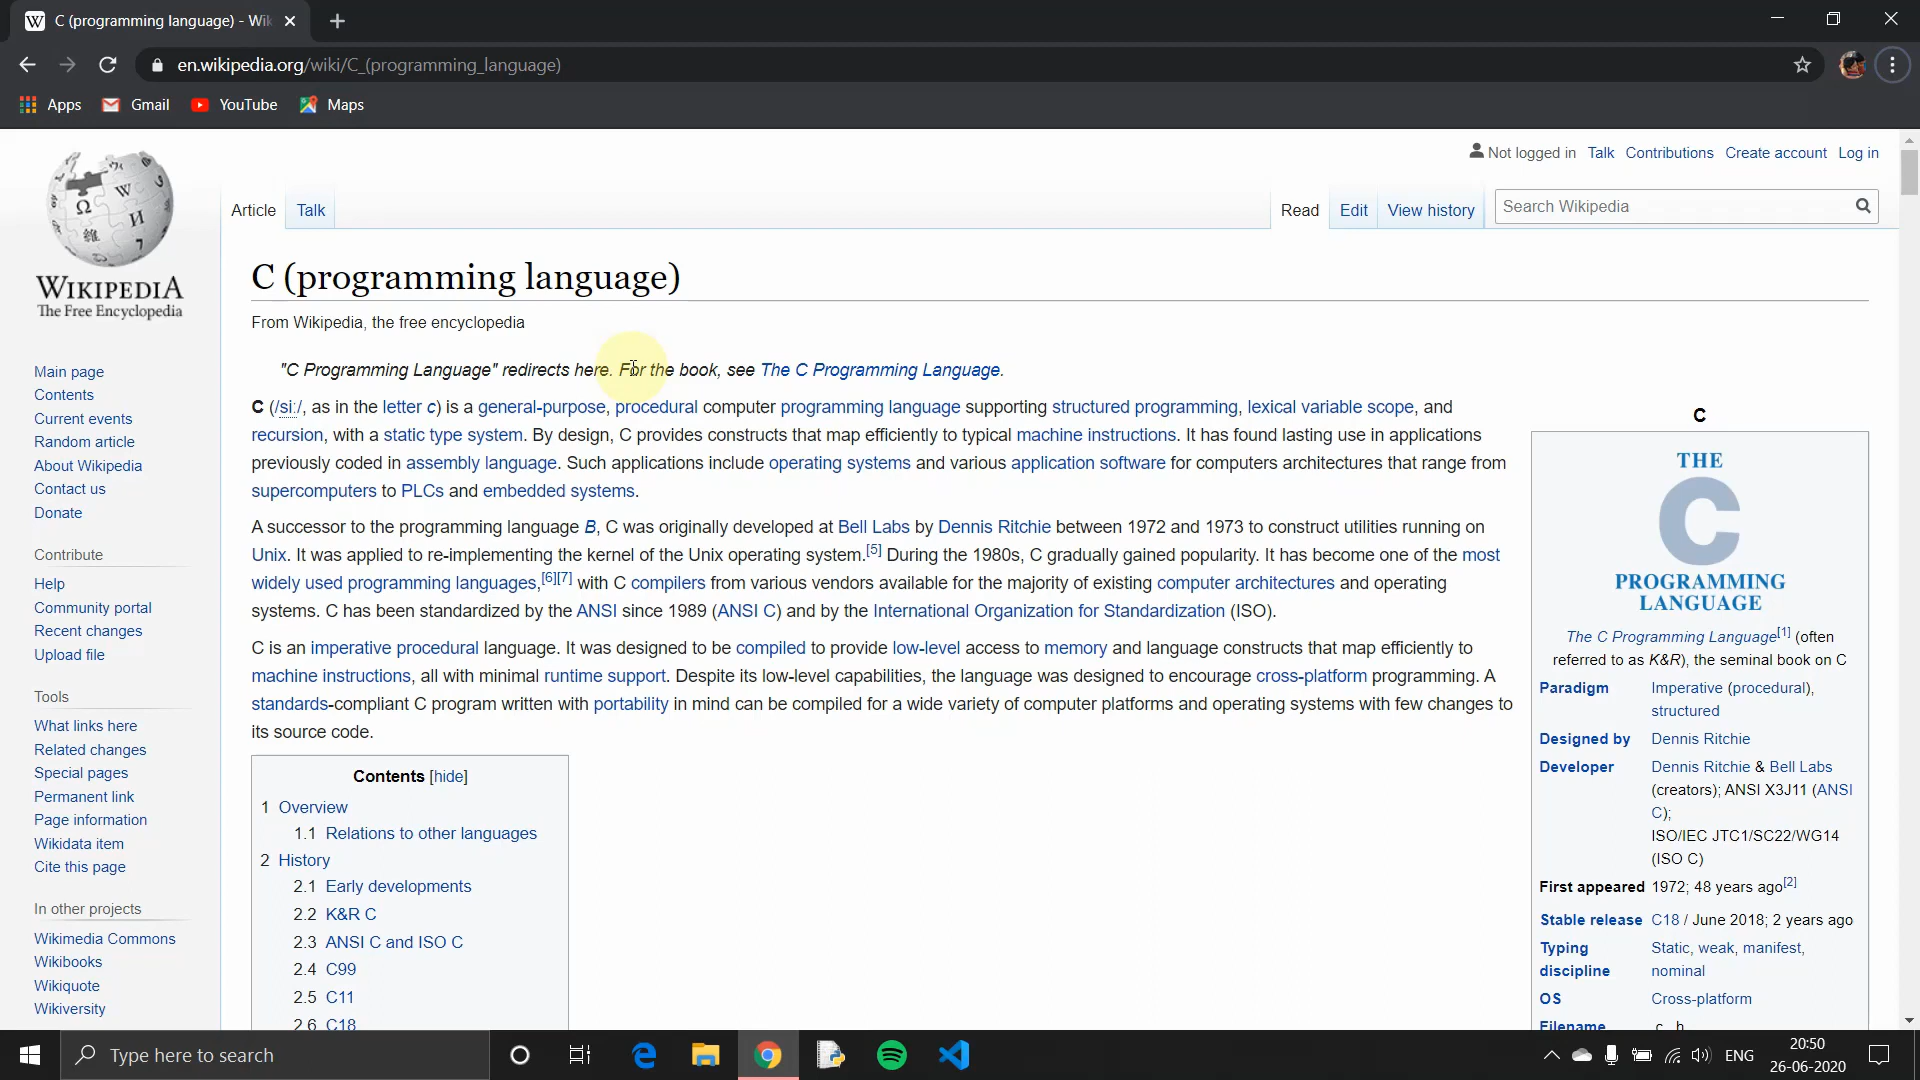 C (programming language) - Wik
en.wikipedia.org/wiki/C_(programming_language)
Apps Gmail YouTube Maps
Not logged in Talk Contributions Create account Log in
Article Talk Read Edit View history Search Wikipedia
WIKIPEDIA
The Free Encyclopedia
Main page
Contents
Current events
Random article
About Wikipedia
Contact us
Donate
Contribute
Help
Community portal
Recent changes
Upload file
Tools
What links here
Related changes
Special pages
Permanent link
Page information
Wikidata item
Cite this page
In other projects
Wikimedia Commons
Wikibooks
Wikiquote
Wikiversity
C (programming language)
From Wikipedia, the free encyclopedia
"C Programming Language" redirects here. For the book, see The C Programming Language.
C (/siː/, as in the letter c) is a general-purpose, procedural computer programming language supporting structured programming, lexical variable scope, and
recursion, with a static type system. By design, C provides constructs that map efficiently to typical machine instructions. It has found lasting use in applications
previously coded in assembly language. Such applications include operating systems and various application software for computers architectures that range from
supercomputers to PLCs and embedded systems.
A successor to the programming language B, C was originally developed at Bell Labs by Dennis Ritchie between 1972 and 1973 to construct utilities running on
Unix. It was applied to re-implementing the kernel of the Unix operating system.[5] During the 1980s, C gradually gained popularity. It has become one of the most
widely used programming languages,[6][7] with C compilers from various vendors available for the majority of existing computer architectures and operating
systems. C has been standardized by the ANSI since 1989 (ANSI C) and by the International Organization for Standardization (ISO).
C is an imperative procedural language. It was designed to be compiled to provide low-level access to memory and language constructs that map efficiently to
machine instructions, all with minimal runtime support. Despite its low-level capabilities, the language was designed to encourage cross-platform programming. A
standards-compliant C program written with portability in mind can be compiled for a wide variety of computer platforms and operating systems with few changes to
its source code.
Contents [hide]
1 Overview
1.1 Relations to other languages
2 History
2.1 Early developments
2.2 K&R C
2.3 ANSI C and ISO C
2.4 C99
2.5 C11
2.6 C18
C
THE
C
PROGRAMMING
LANGUAGE
The C Programming Language[1] (often
referred to as K&R), the seminal book on C
Paradigm Imperative (procedural),
structured
Designed by Dennis Ritchie
Developer Dennis Ritchie & Bell Labs
(creators); ANSI X3J11 (ANSI
C);
ISO/IEC JTC1/SC22/WG14
(ISO C)
First appeared 1972; 48 years ago[2]
Stable release C18 / June 2018; 2 years ago
Typing Static, weak, manifest,
discipline nominal
OS Cross-platform
Filename .c, .h
Type here to search
ENG
20:50
26-06-2020